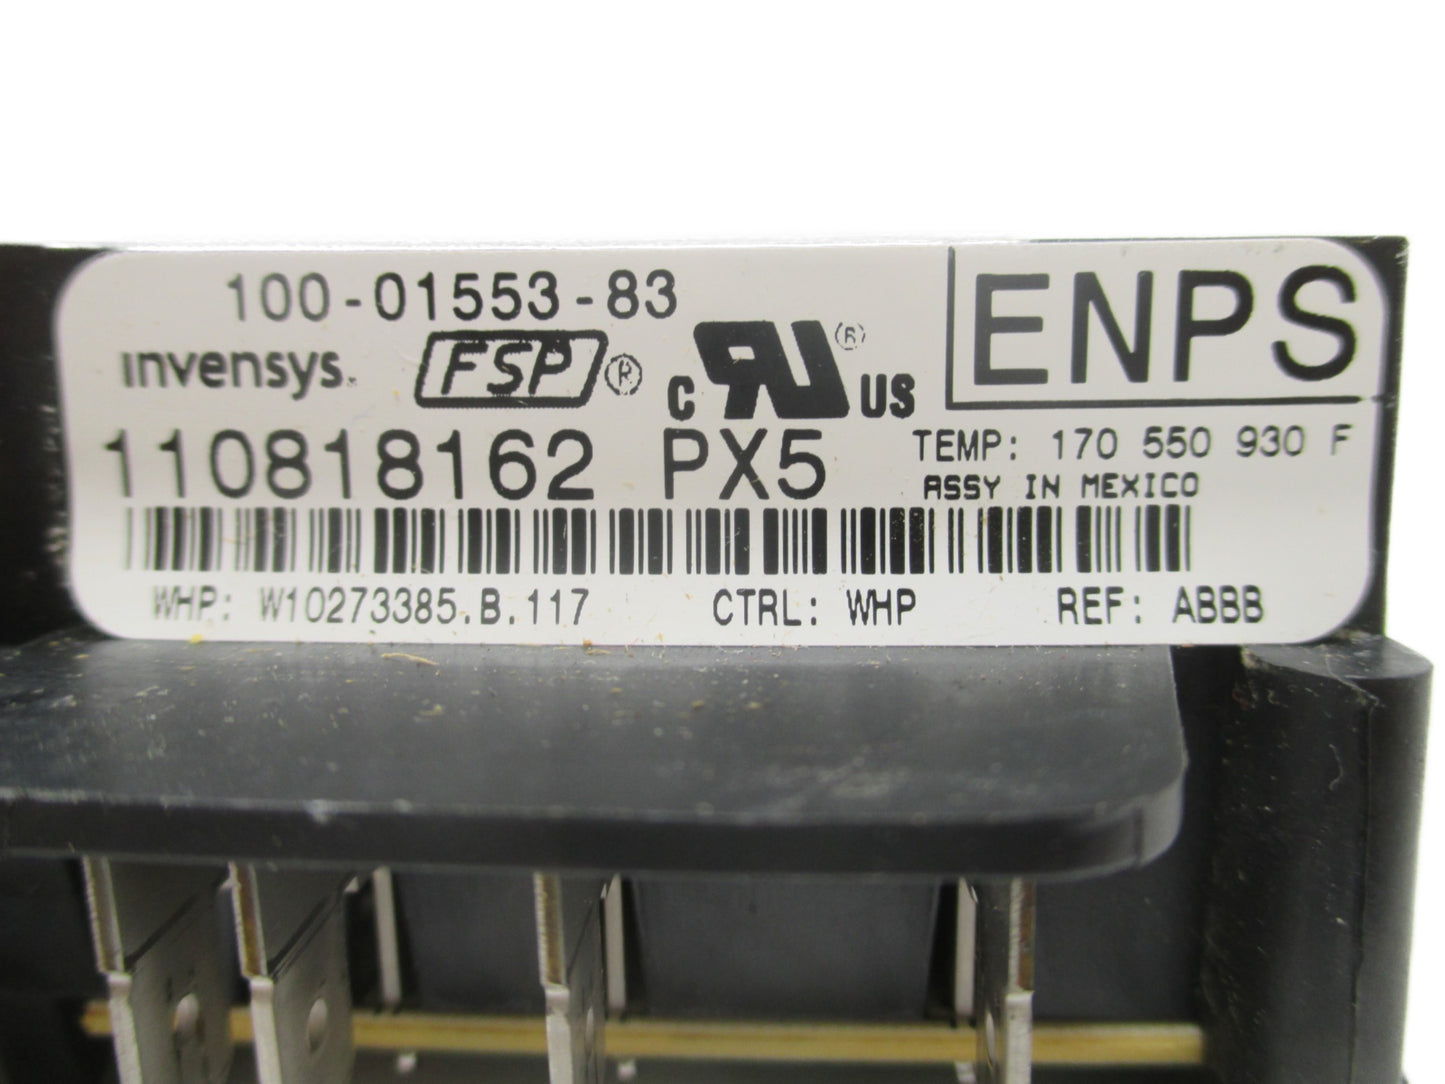 100-01553-83
ENPS
invensys. FSP® c RU® US
110818162 PX5
TEMP: 170 550 930 F
ASSY IN MEXICO
WHP: W10273385.B.117 CTRL: WHP REF: ABBB